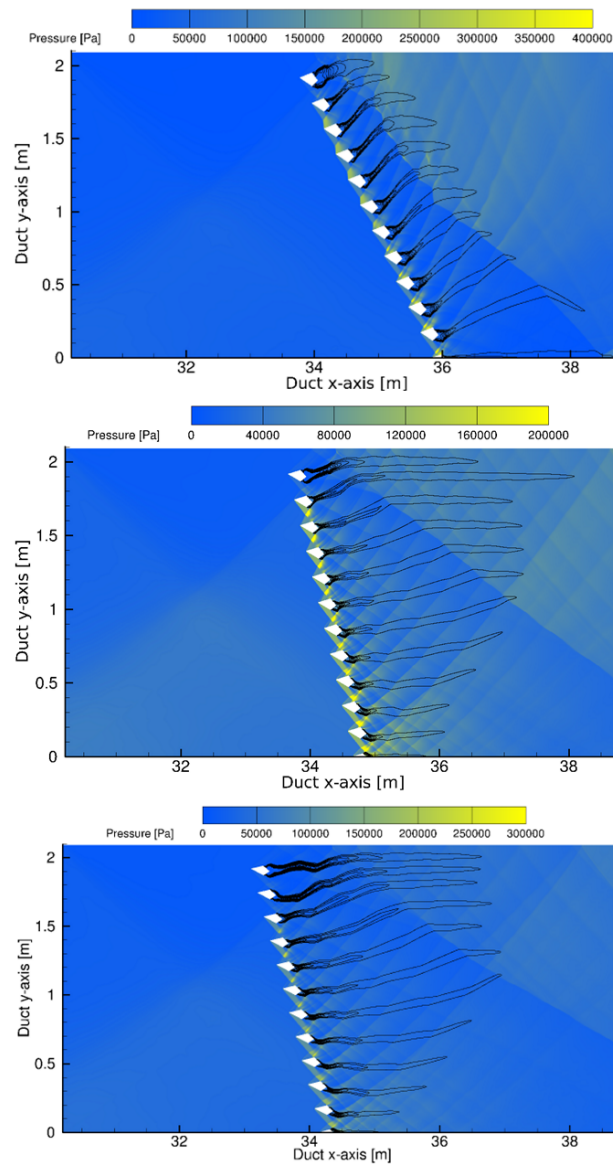 0 50000 100000 150000 200000 250000 300000 350000 400000
Pressure [Pa]
2
1.5
1
0.5
0
Duct y-axis [m]
32 34 36 38
Duct x-axis [m]
Pressure [Pa]
0 40000 80000 120000 160000 200000
2
1.5
1
0.5
0
Duct y-axis [m]
32 34 36 38
Duct x-axis [m]
Pressure [Pa]
0 50000 100000 150000 200000 250000 300000
2
1.5
1
0.5
0
Duct y-axis [m]
32 34 36 38
Duct x-axis [m]